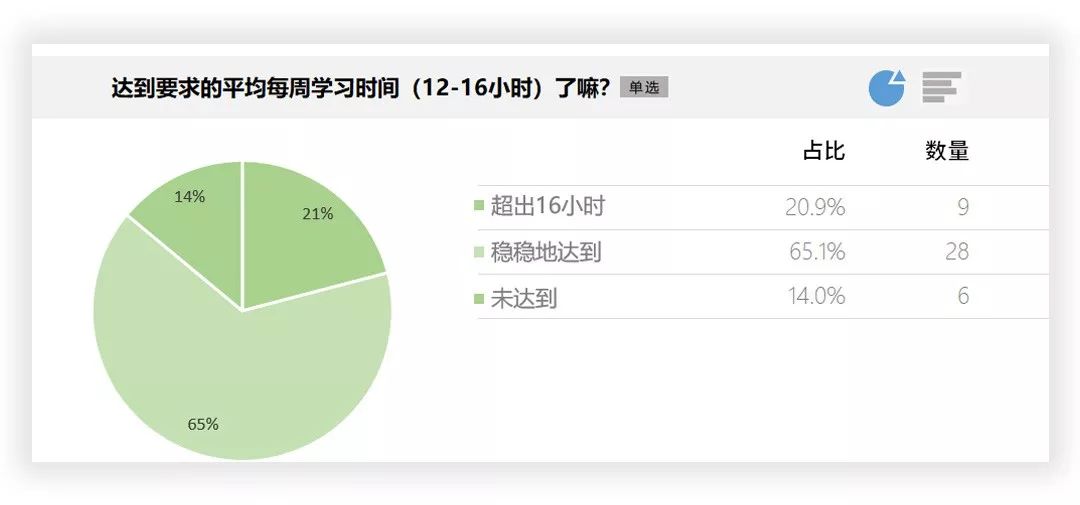 达到要求的平均每周学习时间（12-16小时）了嘛？ 单选
占比 数量
14%
21%
65%
超出16小时 20.9% 9
稳稳地达到 65.1% 28
未达到 14.0% 6